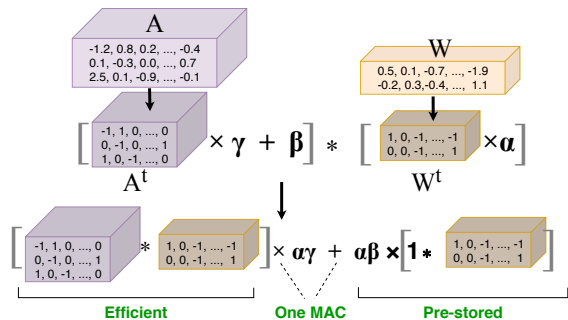 A
W
-1.2, 0.8, 0.2, ..., -0.4
0.1, -0.3, 0.0, ..., 0.7
2.5, 0.1, -0.9, ..., -0.1
0.5, 0.1, -0.7, ..., -1.9
-0.2, 0.3,-0.4, ..., 1.1
[ -1, 1, 0, ..., 0
0, -1, 0, ..., 1
1, 0, -1, ..., 0
× γ + β ] * [
1, 0, -1, ..., -1
0, 0, -1, ..., 1
× α ]
Aᵗ
Wᵗ
[ -1, 1, 0, ..., 0
0, -1, 0, ..., 1
1, 0, -1, ..., 0
*
1, 0, -1, ..., -1
0, 0, -1, ..., 1
] × αγ + αβ × [ 1 *
1, 0, -1, ..., -1
0, 0, -1, ..., 1
]
Efficient
One MAC
Pre-stored